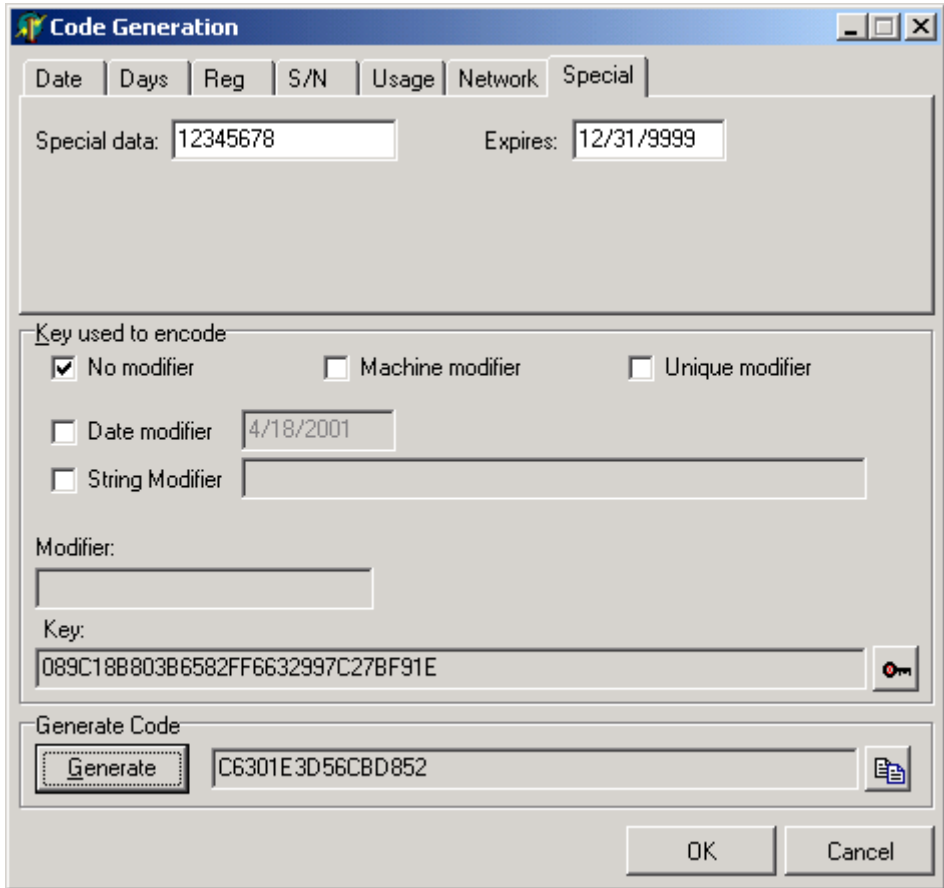 Code Generation
Date Days Reg S/N Usage Network Special
Special data: 12345678 Expires: 12/31/9999
Key used to encode
No modifier Machine modifier Unique modifier
Date modifier 4/18/2001
String Modifier
Modifier:
Key:
089C18B803B6582FF6632997C27BF91E
Generate Code
Generate C6301E3D56CBD852
OK Cancel